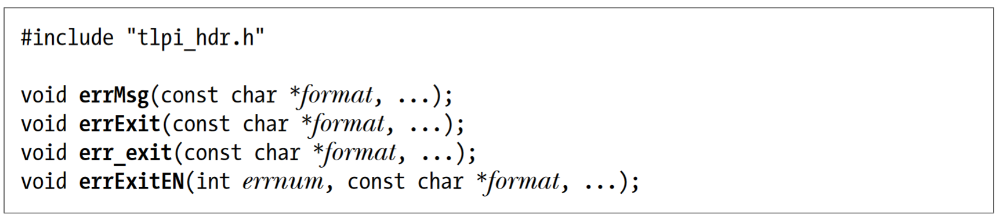 #include "tlpi_hdr.h"
void errMsg(const char *format, ...);
void errExit(const char *format, ...);
void err_exit(const char *format, ...);
void errExitEN(int errnum, const char *format, ...);